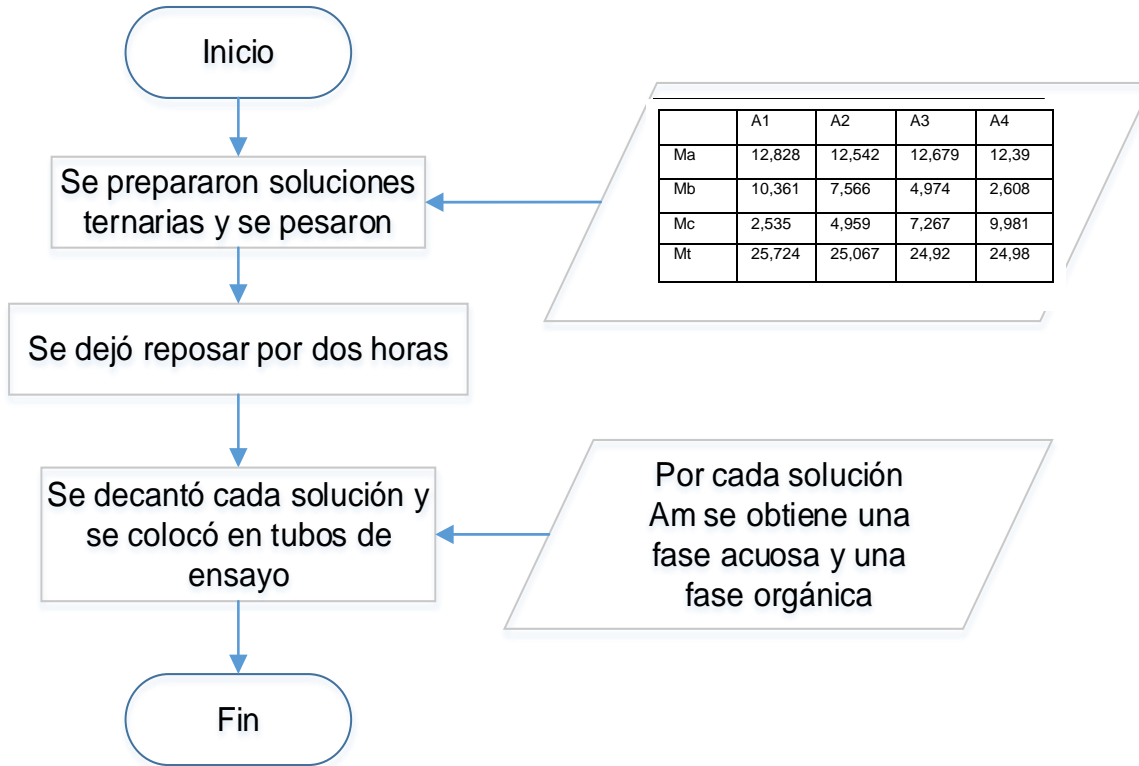 Inicio
A1 A2 A3 A4
Ma 12,828 12,542 12,679 12,39
Mb 10,361 7,566 4,974 2,608
Mc 2,535 4,959 7,267 9,981
Mt 25,724 25,067 24,92 24,98
Se prepararon soluciones
ternarias y se pesaron
Se dejó reposar por dos horas
Se decantó cada solución y
se colocó en tubos de
ensayo
Por cada solución
Am se obtiene una
fase acuosa y una
fase orgánica
Fin